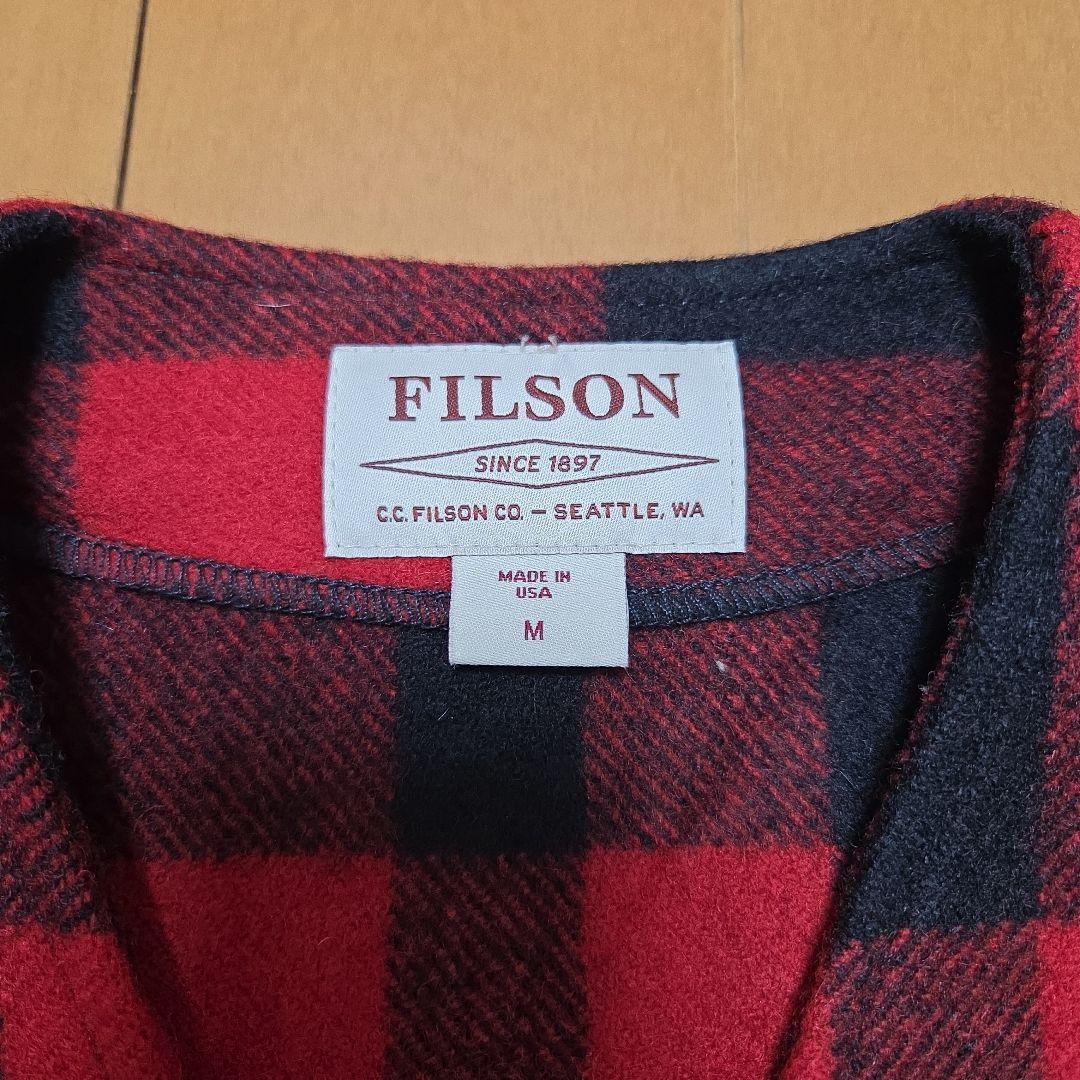 FILSON
SINCE 1897
C.C. FILSON CO. – SEATTLE, WA
MADE IN
USA
M